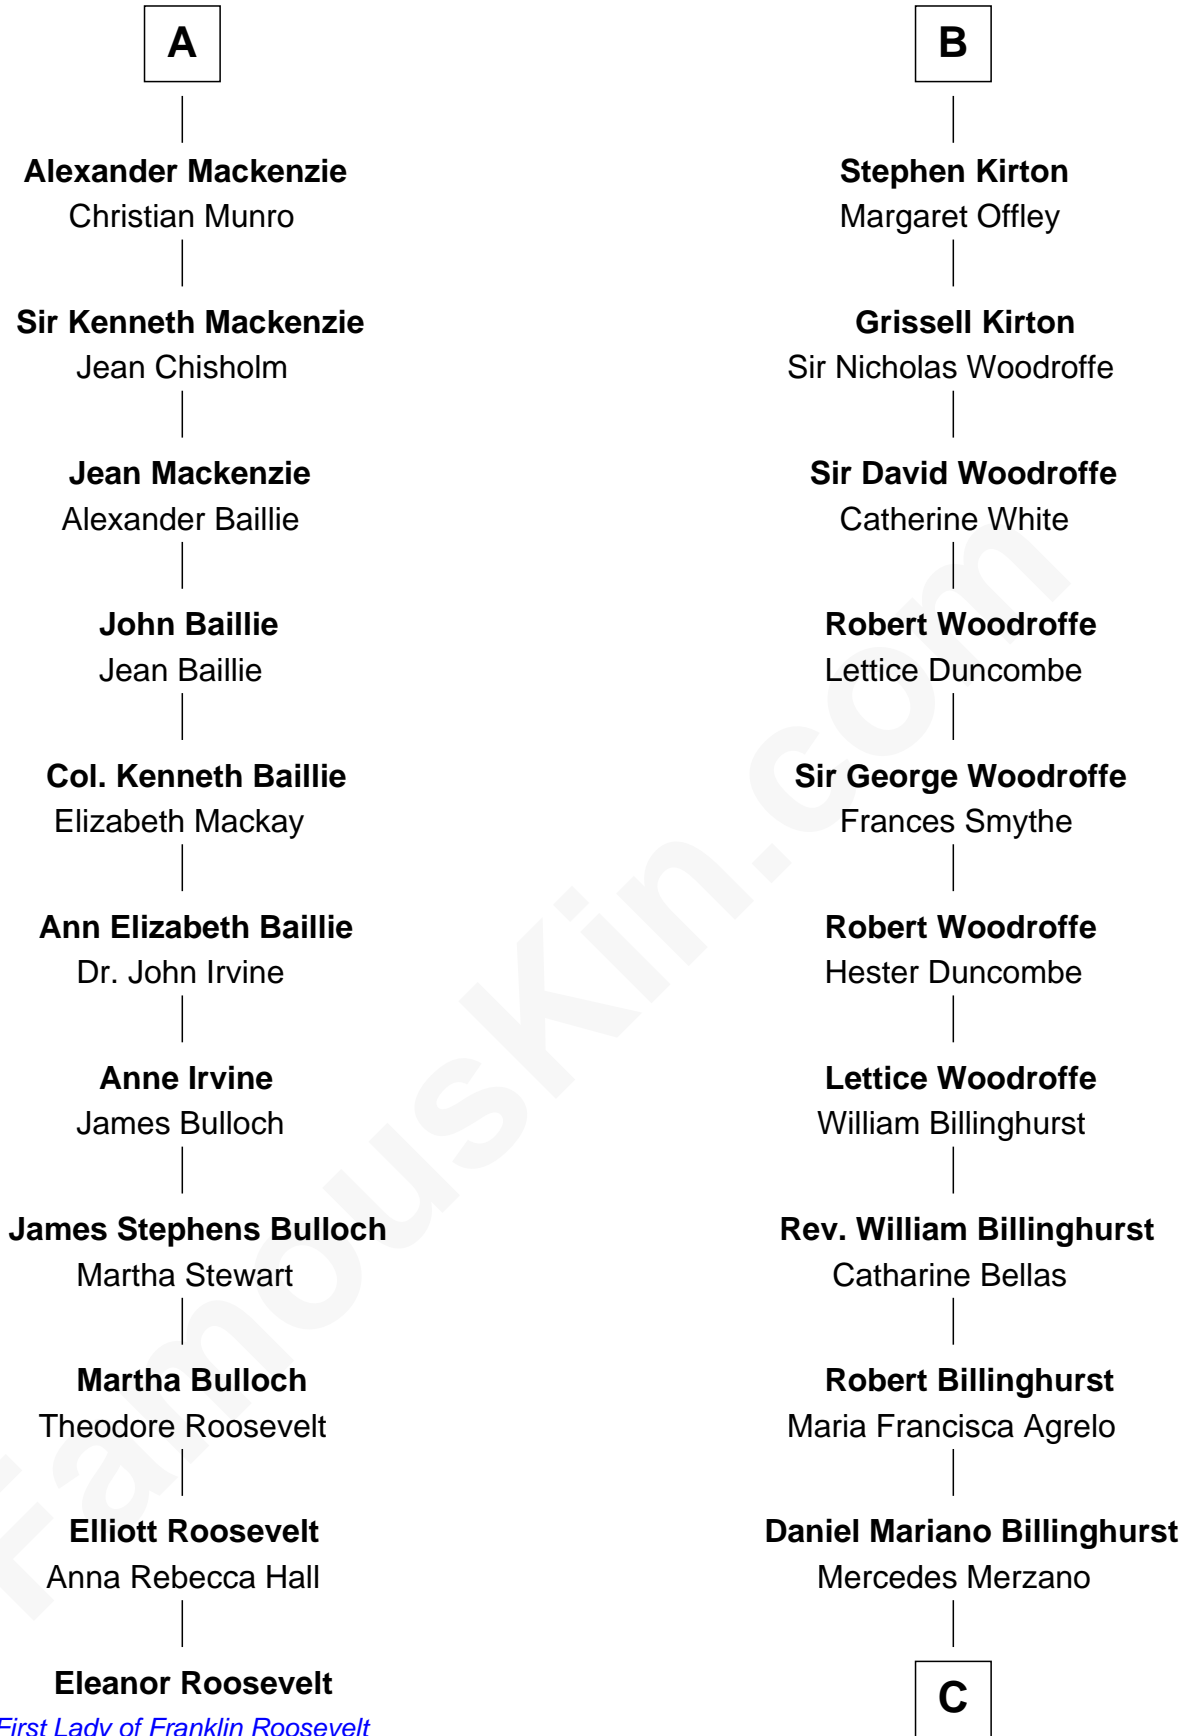 A
Alexander Mackenzie
Christian Munro
Sir Kenneth Mackenzie
Jean Chisholm
Jean Mackenzie
Alexander Baillie
John Baillie
Jean Baillie
Col. Kenneth Baillie
Elizabeth Mackay
Ann Elizabeth Baillie
Dr. John Irvine
Anne Irvine
James Bulloch
James Stephens Bulloch
Martha Stewart
Martha Bulloch
Theodore Roosevelt
Elliott Roosevelt
Anna Rebecca Hall
Eleanor Roosevelt
First Lady of Franklin Roosevelt
B
Stephen Kirton
Margaret Offley
Grissell Kirton
Sir Nicholas Woodroffe
Sir David Woodroffe
Catherine White
Robert Woodroffe
Lettice Duncombe
Sir George Woodroffe
Frances Smythe
Robert Woodroffe
Hester Duncombe
Lettice Woodroffe
William Billinghurst
Rev. William Billinghurst
Catharine Bellas
Robert Billinghurst
Maria Francisca Agrelo
Daniel Mariano Billinghurst
Mercedes Merzano
C
FamousKin.com